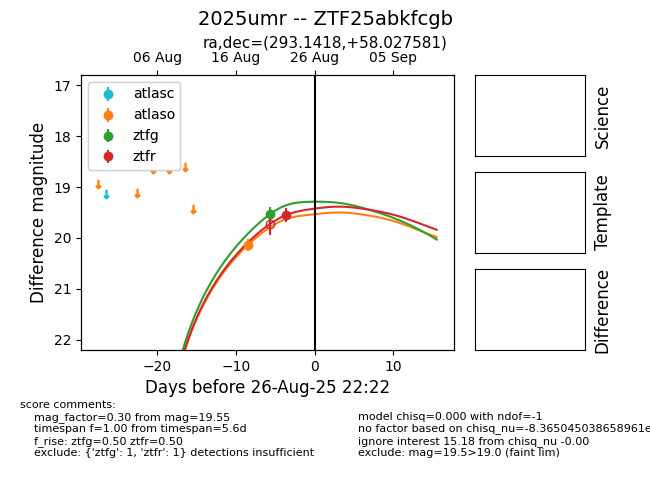 2025umr -- ZTF25abkfcgb
ra,dec=(293.1418,+58.027581)
06 Aug 16 Aug 26 Aug 05 Sep
atlasc
atlaso
ztfg
ztfr
17
18
19
20
21
22
Difference magnitude
−20 −10 0 10
Days before 26-Aug-25 22:22
Science
Template
Difference
score comments:
mag_factor=0.30 from mag=19.55
timespan f=1.00 from timespan=5.6d
f_rise: ztfg=0.50 ztfr=0.50
exclude: {'ztfg': 1, 'ztfr': 1} detections insufficient
model chisq=0.000 with ndof=-1
no factor based on chisq_nu=-8.365045038658961e
ignore interest 15.18 from chisq_nu -0.00
exclude: mag=19.5>19.0 (faint lim)